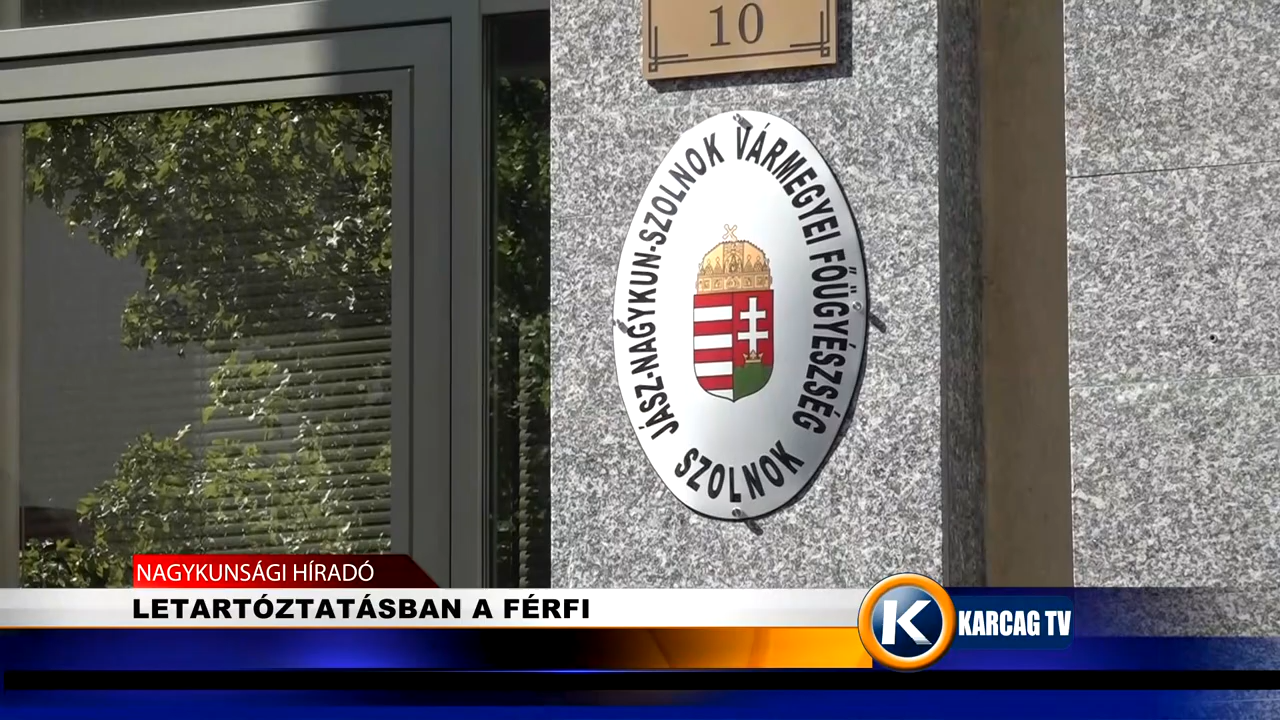 10
JÁSZ-NAGYKUN-SZOLNOK VÁRMEGYEI FŐÜGYÉSZSÉG
SZOLNOK
NAGYKUNSÁGI HÍRADÓ
LETARTÓZTATÁSBAN A FÉRFI
K KARCAG TV